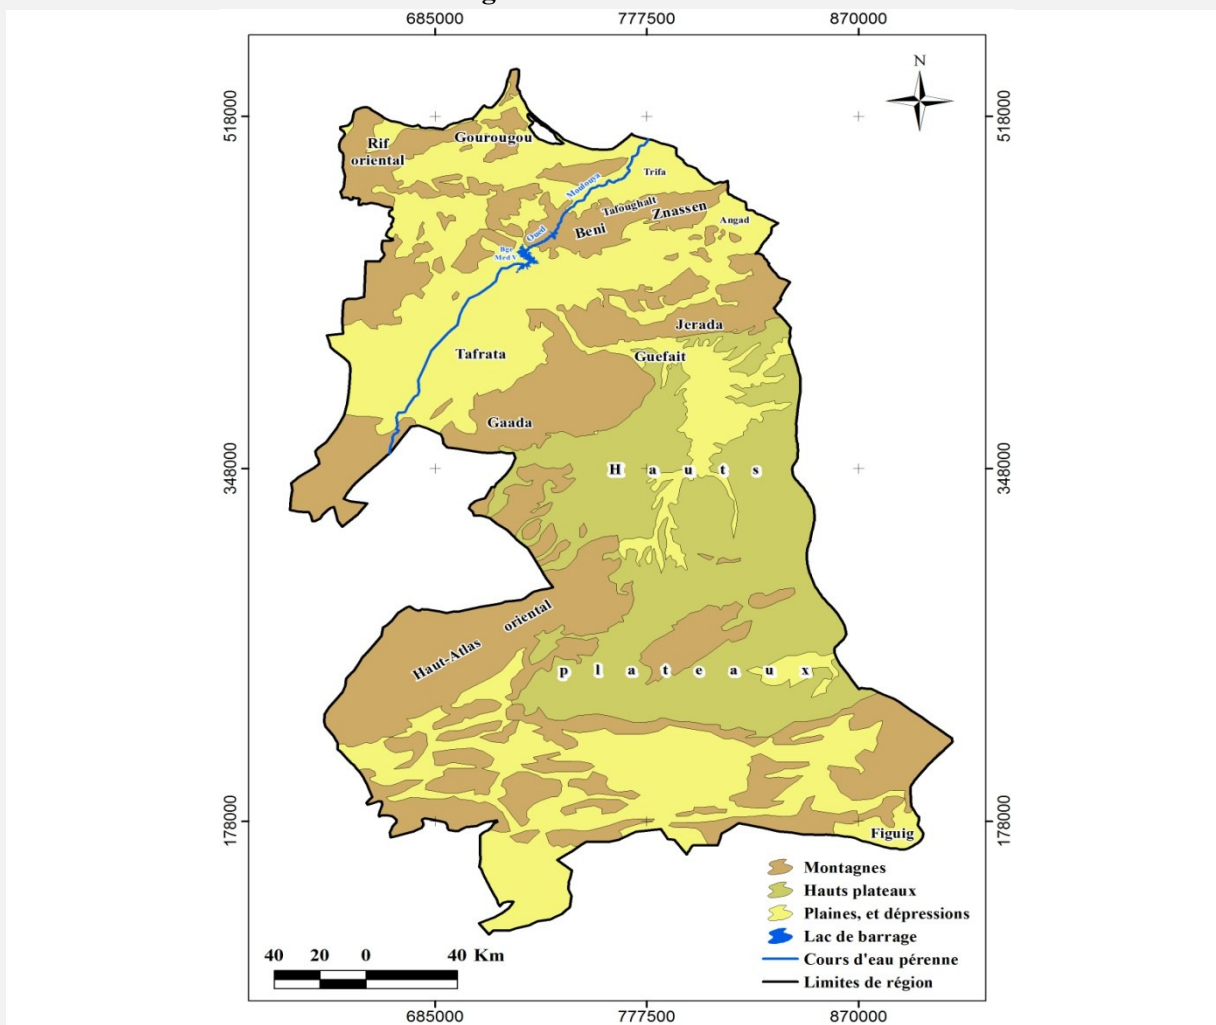 685000 777500 870000
N
518000 518000
Gourougou
Rif
oriental
Trifa
Moulouya
Tafoughalt
Znassen
Beni
Angad
Oued
Bge
Med V
Jerada
Tafrata
Guefait
Gaada
348000 348000
H a u t s
oriental
Haut-Atlas
p l a t e a u x
178000 178000
Figuig
Montagnes
Hauts plateaux
Plaines, et dépressions
Lac de barrage
Cours d'eau pérenne
Limites de région
40 20 0 40 Km
685000 777500 870000